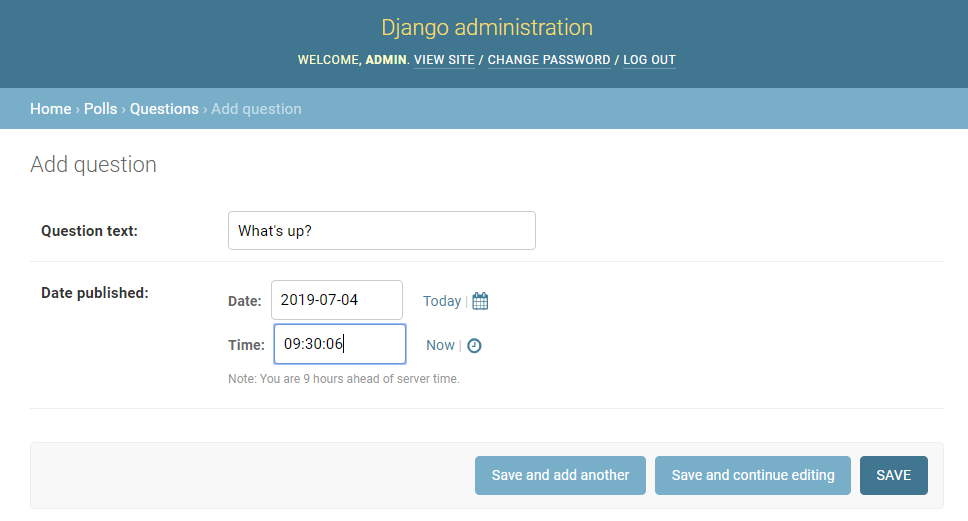 Django administration
WELCOME, ADMIN. VIEW SITE / CHANGE PASSWORD / LOG OUT
Home › Polls › Questions › Add question
Add question
Question text: What's up?
Date published:
Date: 2019-07-04 Today |
Time: 09:30:06 Now |
Note: You are 9 hours ahead of server time.
Save and add another Save and continue editing SAVE